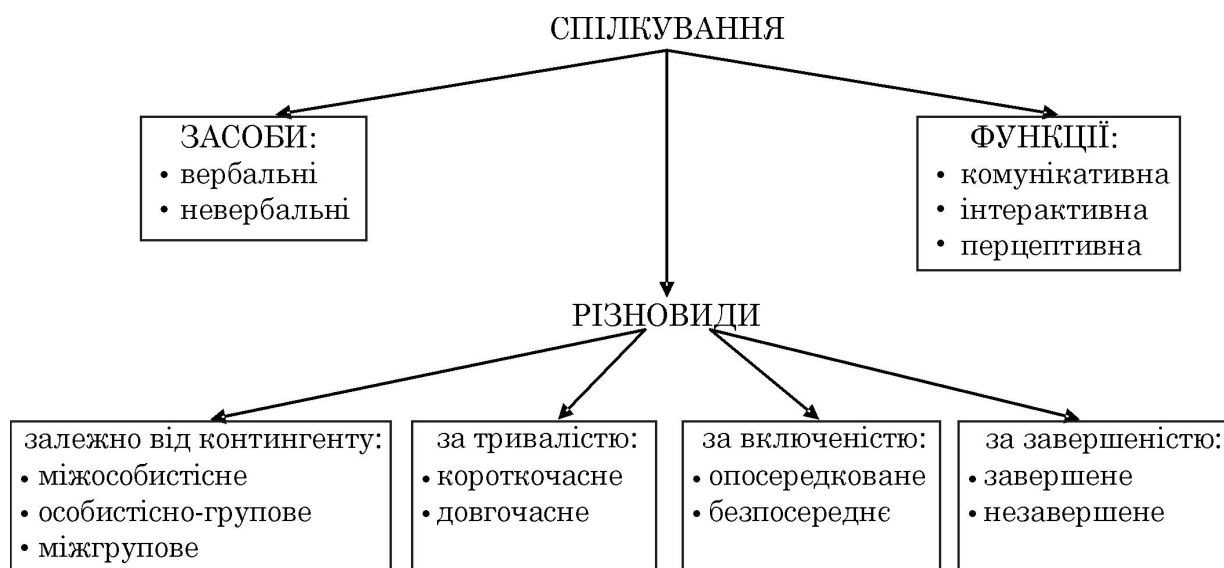 СПІЛКУВАННЯ
ЗАСОБИ:
• вербальні
• невербальні
ФУНКЦІЇ:
• комунікативна
• інтерактивна
• перцептивна
РІЗНОВИДИ
залежно від контингенту:
• міжособистісне
• особистісно-групове
• міжгрупове
за тривалістю:
• короткочасне
• довгочасне
за включеністю:
• опосередковане
• безпосереднє
за завершеністю:
• завершене
• незавершене